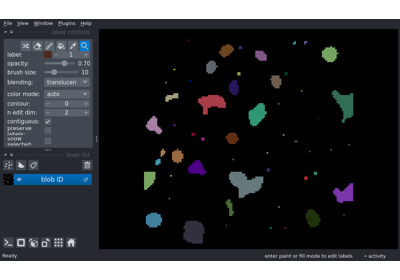 File View Window Plugins Help
layer controls
label: 1
opacity: 0.70
brush size: 10
blending: translucen
color mode: auto
contour: 0
n edit dim: 2
contiguous: ✓
preserve
labels:
show
selected:
layer list
blob ID
Ready
enter paint or fill mode to edit labels
activity